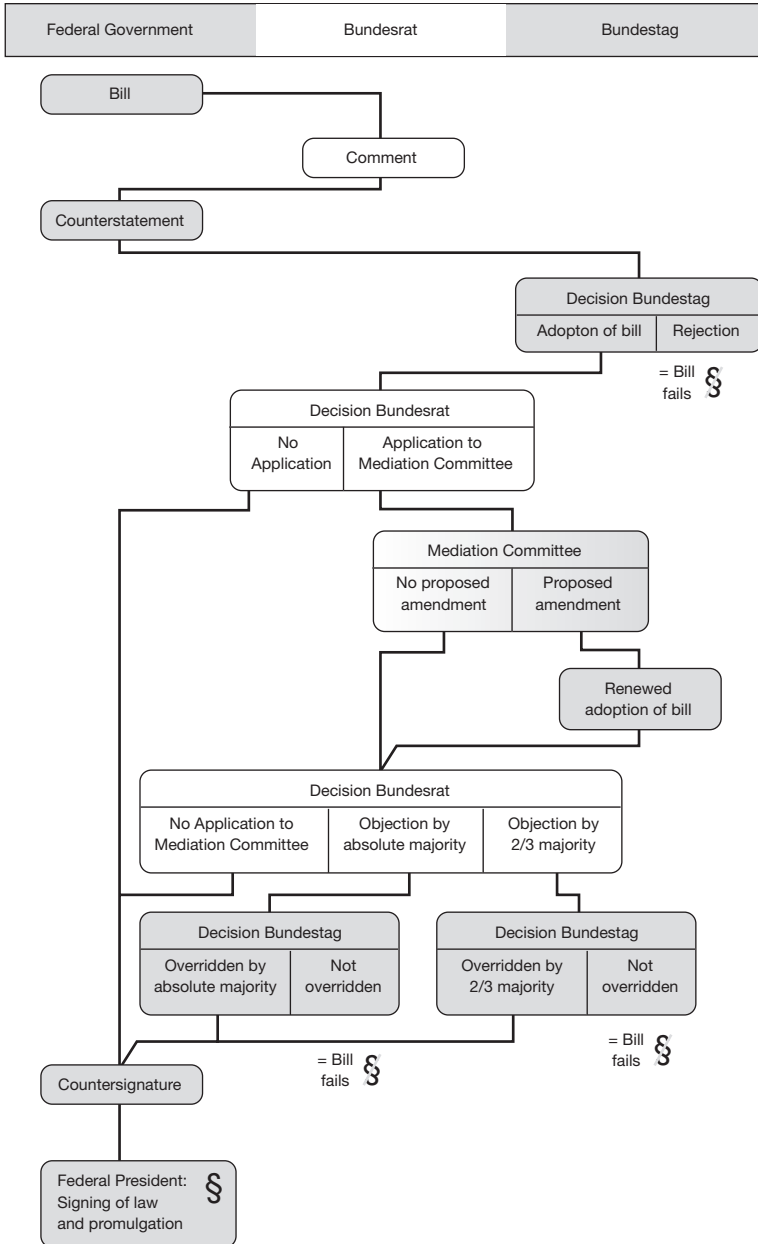 Federal Government
Bundesrat
Bundestag
Bill
Comment
Counterstatement
Decision Bundestag
Adopton of bill
Rejection
= Bill
fails
§
Decision Bundesrat
No
Application
Application to
Mediation Committee
Mediation Committee
No proposed
amendment
Proposed
amendment
Renewed
adoption of bill
Decision Bundesrat
No Application to
Mediation Committee
Objection by
absolute majority
Objection by
2/3 majority
Decision Bundestag
Overridden by
absolute majority
Not
overridden
Decision Bundestag
Overridden by
2/3 majority
Not
overridden
= Bill
fails
§
= Bill
fails
§
Countersignature
Federal President:
Signing of law
and promulgation
§